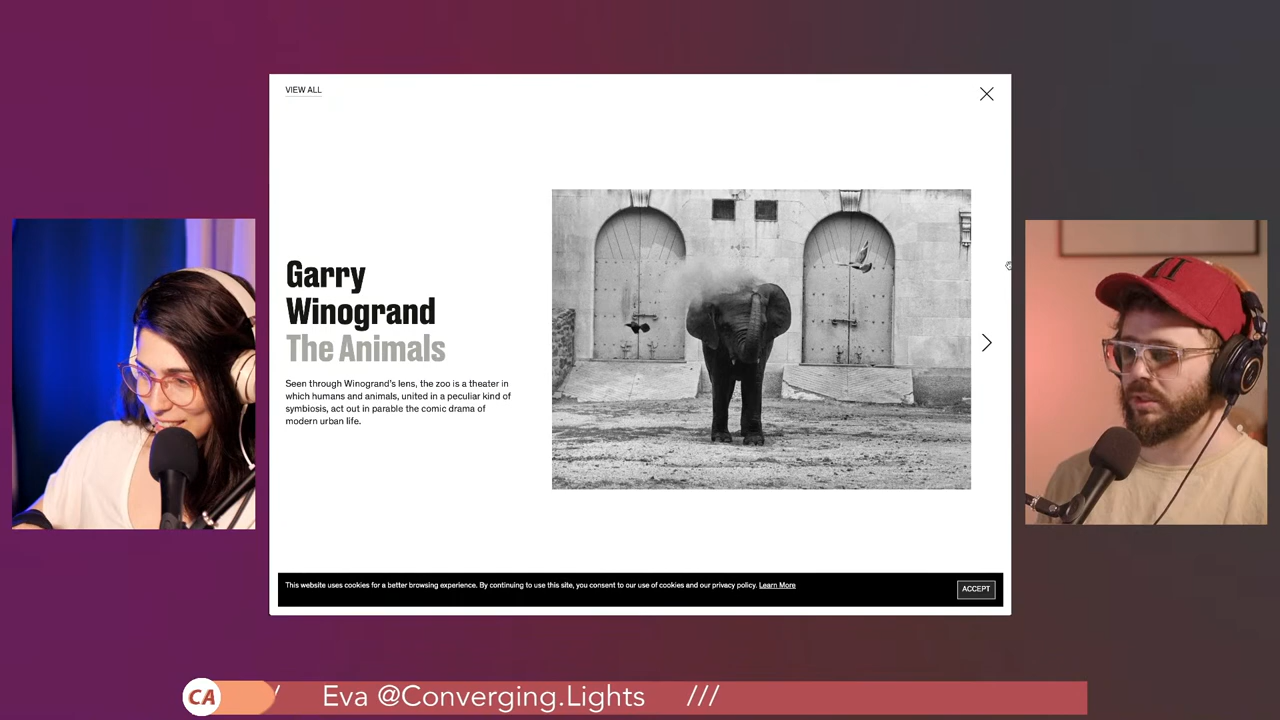 VIEW ALL
Garry
Winogrand
The Animals
Seen through Winogrand's lens, the zoo is a theater in
which humans and animals, united in a peculiar kind of
symbiosis, act out in parable the comic drama of
modern urban life.
This website uses cookies for a better browsing experience. By continuing to use this site, you consent to our use of cookies and our privacy policy. Learn More
ACCEPT
CA / Eva @Converging.Lights ///